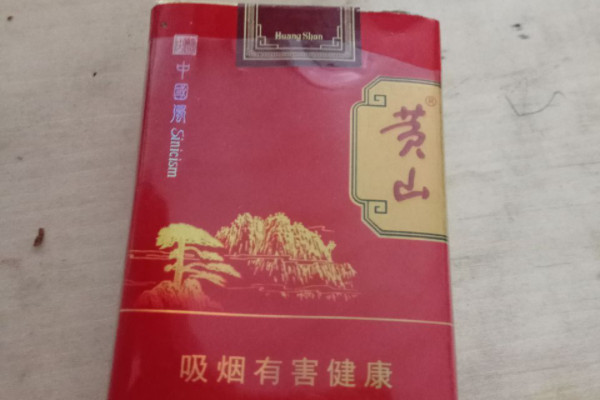 Huang Shan
中國風
Sinicism
黄山®
吸烟有害健康